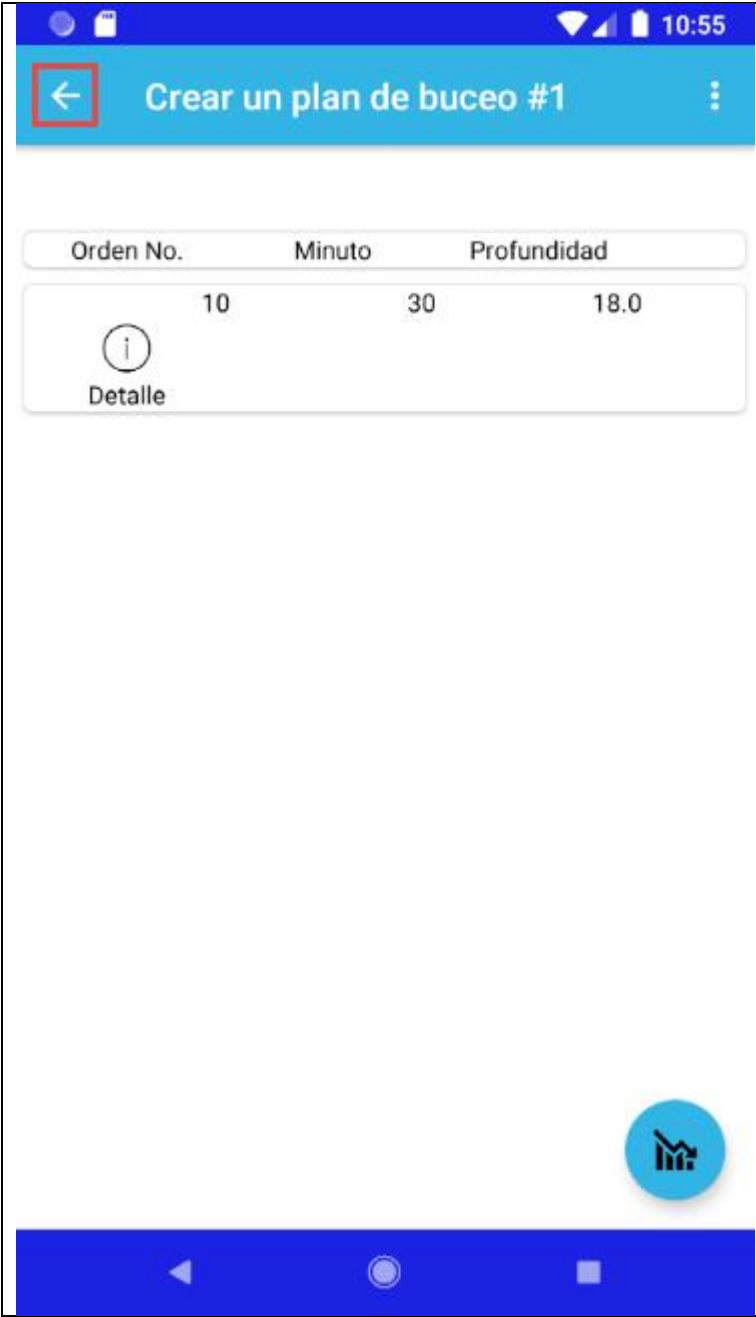 10:55
Crear un plan de buceo #1
Orden No. Minuto Profundidad
10 30 18.0
i
Detalle